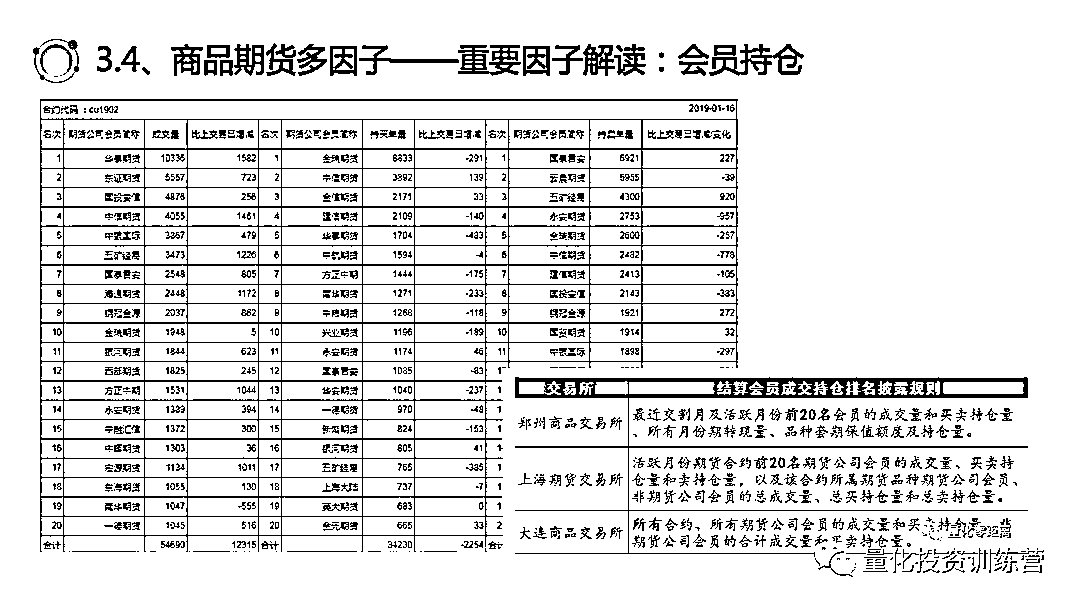 3.4、商品期货多因子——重要因子解读：会员持仓
合约代码：cu1902 2019-01-16
名次 期货公司会员简称 成交量 比上交易日增减 名次 期货公司会员简称 持买单量 比上交易日增减 名次 期货公司会员简称 持卖单量 比上交易日增减/变化
1 华泰期货 10336 1582 1 金瑞期货 6833 -291 1 国泰君安 6921 227
2 东证期货 5557 723 2 中信期货 3392 139 2 云晨期货 5955 -39
3 国投安信 4878 256 3 金信期货 2171 33 3 五矿经易 4300 920
4 中信期货 4055 1461 4 建信期货 2109 -140 4 永安期货 2753 -957
5 中银国际 3867 479 5 华泰期货 1704 -483 5 金瑞期货 2600 -257
6 五矿经易 3473 1226 6 中航期货 1594 -4 6 中信期货 2482 -778
7 国泰君安 2548 805 7 方正中期 1444 -175 7 建信期货 2413 -105
8 海通期货 2448 1172 8 南华期货 1271 -233 8 国投安信 2143 -383
9 铜冠金源 2037 862 9 1268 -118 9 铜冠金源 1921 272
10 金瑞期货 1948 5 10 兴业期货 1196 -189 10 国贸期货 1914 32
11 银河期货 1844 623 11 永安期货 1174 46 11 中银国际 1898 -297
12 西部期货 1825 245 12 国泰君安 1085 -83
13 方正中期 1531 1044 13 华安期货 1040 -237
14 永安期货 1389 394 14 一德期货 970 -48
15 中融汇信 1372 300 15 新湖期货 824 -153
16 中辉期货 1303 36 16 银河期货 805 41
17 宏源期货 1134 1011 17 五矿经易 765 -385
18 东海期货 1055 130 18 上海大陆 737 -7
19 南华期货 1047 -555 19 英大期货 683 0
20 一德期货 1045 516 20 金元期货 665 33
合计 54690 12315 合计 34230 -2254 合计
交易所 结算会员成交持仓排名披露规则
郑州商品交易所 最近交割月及活跃月份前20名会员的成交量和买卖持仓量
、所有月份期转现量、品种套期保值额度及持仓量。
上海期货交易所 活跃月份期货合约前20名期货公司会员的成交量、买卖持
仓量和卖持仓量，以及该合约所属期货品种期货公司会员、
非期货公司会员的总成交量、总买持仓量和总卖持仓量。
大连商品交易所 所有合约、所有期货公司会员的成交量和买卖持仓量、非
期货公司会员的合计成交量和买卖持仓量。
量化投资训练营